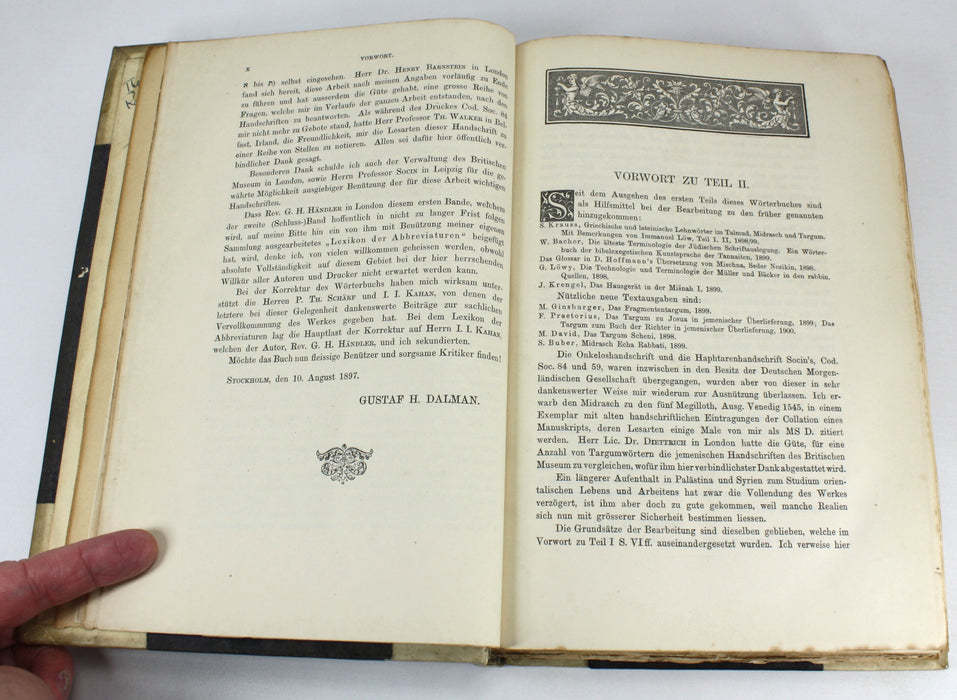 X
VORWORT.
א bis ק) selbst eingesehen. Herr Dr. HENRY BARNSTEIN in London
fand sich bereit, diese Arbeit nach meinen Angaben vorläufig zu Ende
zu führen und hat ausserdem die Güte gehabt, eine grosse Reihe von
Fragen, welche mir im Verlaufe der ganzen Arbeit entstanden, nach den
Handschriften zu beantworten. Als während des Druckes Cod. Soc. 84
mir nicht mehr zu Gebote stand, hatte Herr Professor TH. WALKER in Bel-
fast, Irland, die Freundlichkeit, mir die Lesarten dieser Handschrift zu
einer Reihe von Stellen zu notieren. Allen sei dafür hier öffentlich ver-
bindlicher Dank gesagt.
Besonderen Dank schulde ich auch der Verwaltung des Britischen
Museum in London, sowie Herrn Professor SOCIN in Leipzig für die ge-
währte Möglichkeit ausgiebiger Benützung der für diese Arbeit wichtigen
Handschriften.
Dass Rev. G. H. HÄNDLER in London diesem ersten Bande, welchem
der zweite (Schluss-)Band hoffentlich in nicht zu langer Frist folgen
wird, auf meine Bitte hin ein von ihm mit Benützung meiner eigenen
Sammlung ausgearbeitetes „Lexikon der Abbreviaturen" beigefügt
hat, wird, denke ich, von vielen willkommen geheissen werden, obwohl
absolute Vollständigkeit auf diesem Gebiet bei der hier herrschenden
Willkür aller Autoren und Drucker nicht erwartet werden kann.
Bei der Korrektur des Wörterbuchs haben mich wirksam unter-
stützt die Herren P. TH. SCHÄRF und I. I. KAHAN, von denen der
letztere bei dieser Gelegenheit dankenswerte Beiträge zur sachlichen
Vervollkommnung des Werkes gegeben hat. Bei dem Lexikon der
Abbreviaturen lag die Hauptlast der Korrektur auf Herrn I. I. KAHAN,
welchen der Autor, Rev. G. H. HÄNDLER, und ich sekundierten.
Möchte das Buch nun fleissige Benützer und sorgsame Kritiker finden!
STOCKHOLM, den 10. August 1897.
GUSTAF H. DALMAN.
VORWORT ZU TEIL II.
Seit dem Ausgehen des ersten Teils dieses Wörterbuches sind
als Hilfsmittel bei der Bearbeitung zu den früher genannten
hinzugekommen:
S. Krauss, Griechische und lateinische Lehnwörter im Talmud, Midrasch und Targum.
Mit Bemerkungen von Immanuel Löw, Teil I. II, 1898/99.
W. Bacher, Die älteste Terminologie der Jüdischen Schriftauslegung. Ein Wörter-
buch der bibelexegetischen Kunstsprache der Tannaiten, 1899.
Das Glossar in D. Hoffmann's Übersetzung von Mischna, Seder Nezikin, 1898.
G. Löwy, Die Technologie und Terminologie der Müller und Bäcker in den rabbin.
Quellen, 1898.
J. Krengel, Das Hausgerät in der Mišnah I, 1899.
Nützliche neue Textausgaben sind:
M. Ginsburger, Das Fragmententargum, 1899.
F. Praetorius, Das Targum zu Josua in jemenischer Überlieferung, 1899; Das
Targum zum Buch der Richter in jemenischer Überlieferung, 1900.
M. David, Das Targum Scheni, 1898.
S. Buber, Midrasch Echa Rabbati, 1899.
Die Onkeloshandschrift und die Haphtarenhandschrift Socin's, Cod.
Soc. 84 und 59, waren inzwischen in den Besitz der Deutschen Morgen-
ländischen Gesellschaft übergegangen, wurden aber von dieser in sehr
dankenswerter Weise mir wiederum zur Ausnützung überlassen. Ich er-
warb den Midrasch zu den fünf Megilloth, Ausg. Venedig 1545, in einem
Exemplar mit alten handschriftlichen Eintragungen der Collation eines
Manuskripts, deren Lesarten einige Male von mir als MS D. zitiert
werden. Herr Lic. Dr. DIETTRICH in London hatte die Güte, für eine
Anzahl von Targumwörtern die jemenischen Handschriften des Britischen
Museum zu vergleichen, wofür ihm hier verbindlichster Dank abgestattet wird.
Ein längerer Aufenthalt in Palästina und Syrien zum Studium orien-
talischen Lebens und Arbeitens hat zwar die Vollendung des Werkes
verzögert, ist ihm aber doch zu gute gekommen, weil manche Realien
sich nun mit grösserer Sicherheit bestimmen liessen.
Die Grundsätze der Bearbeitung sind dieselben geblieben, welche im
Vorwort zu Teil I S. VI ff. auseinandergesetzt wurden. Ich verweise hier